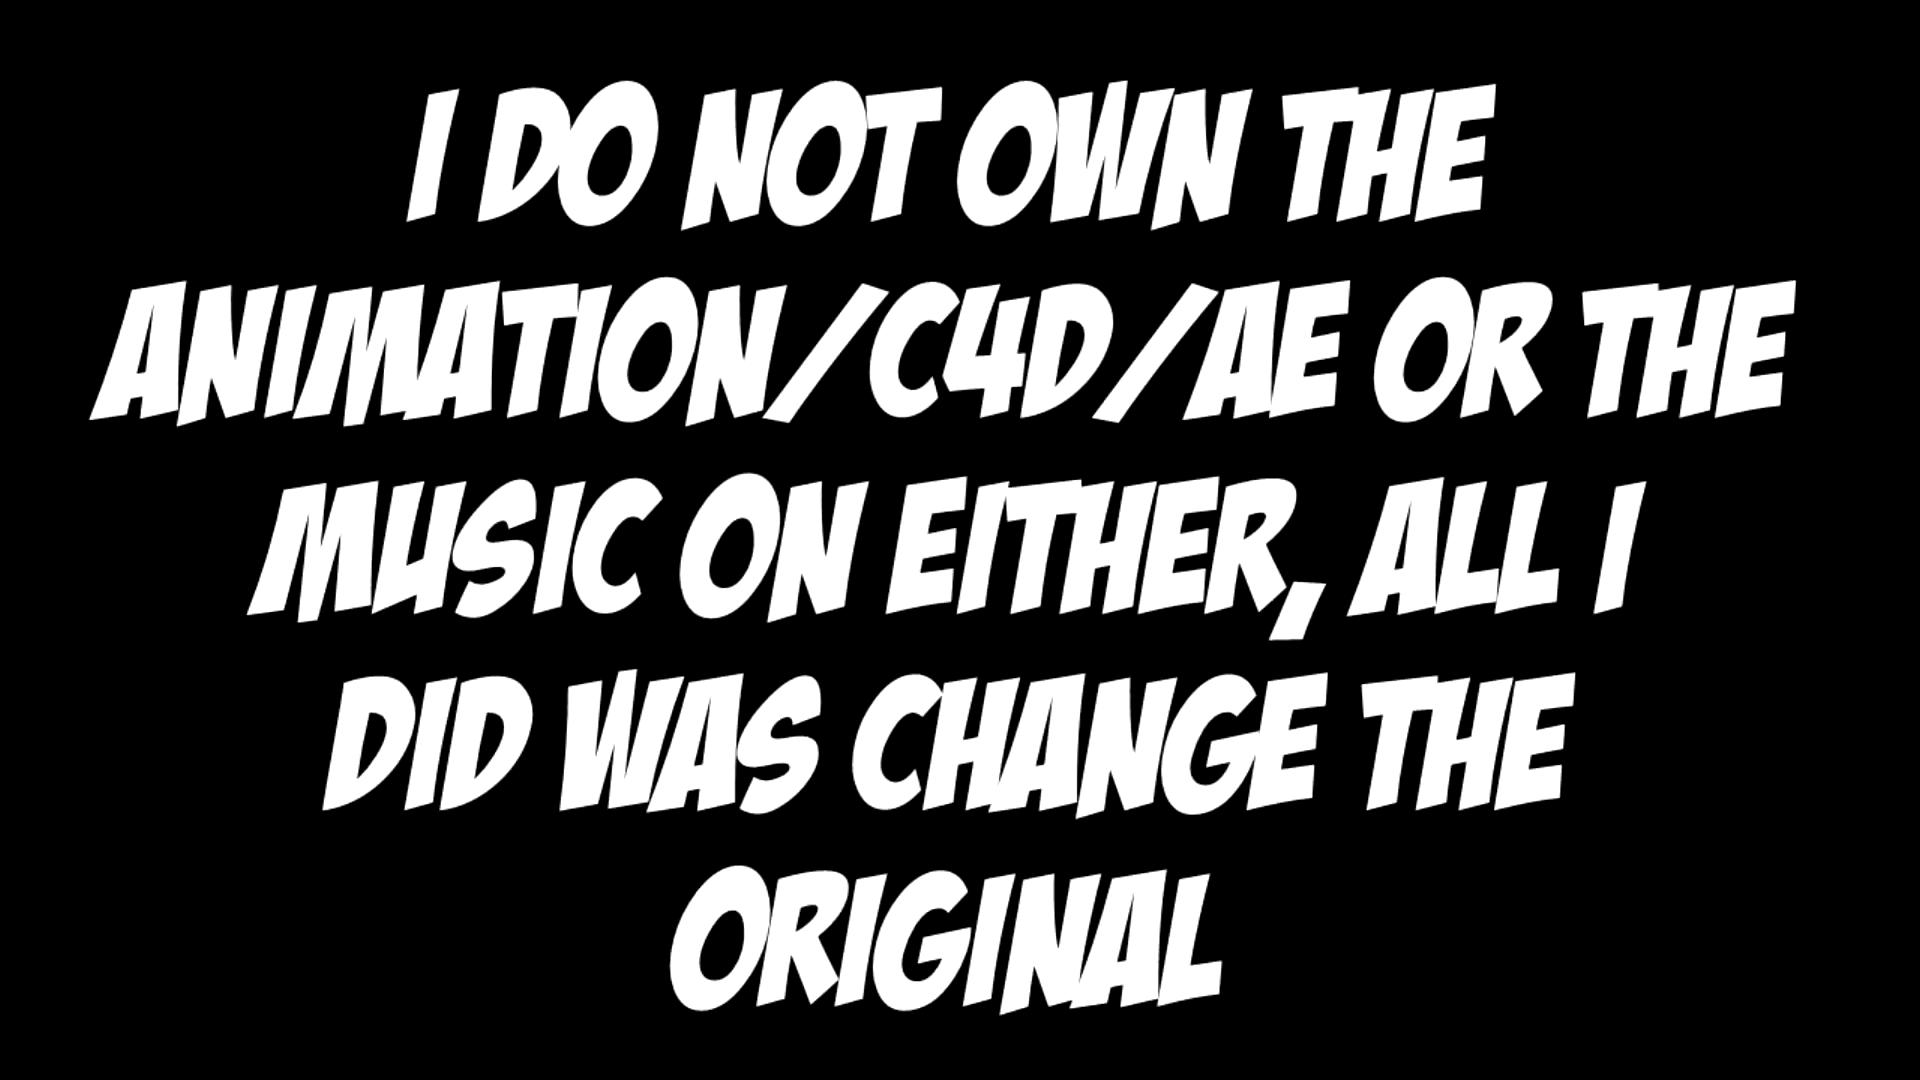 I DO NOT OWN THE
ANIMATION/C4D/AE OR THE
MUSIC ON EITHER, ALL I
DID WAS CHANGE THE
ORIGINAL